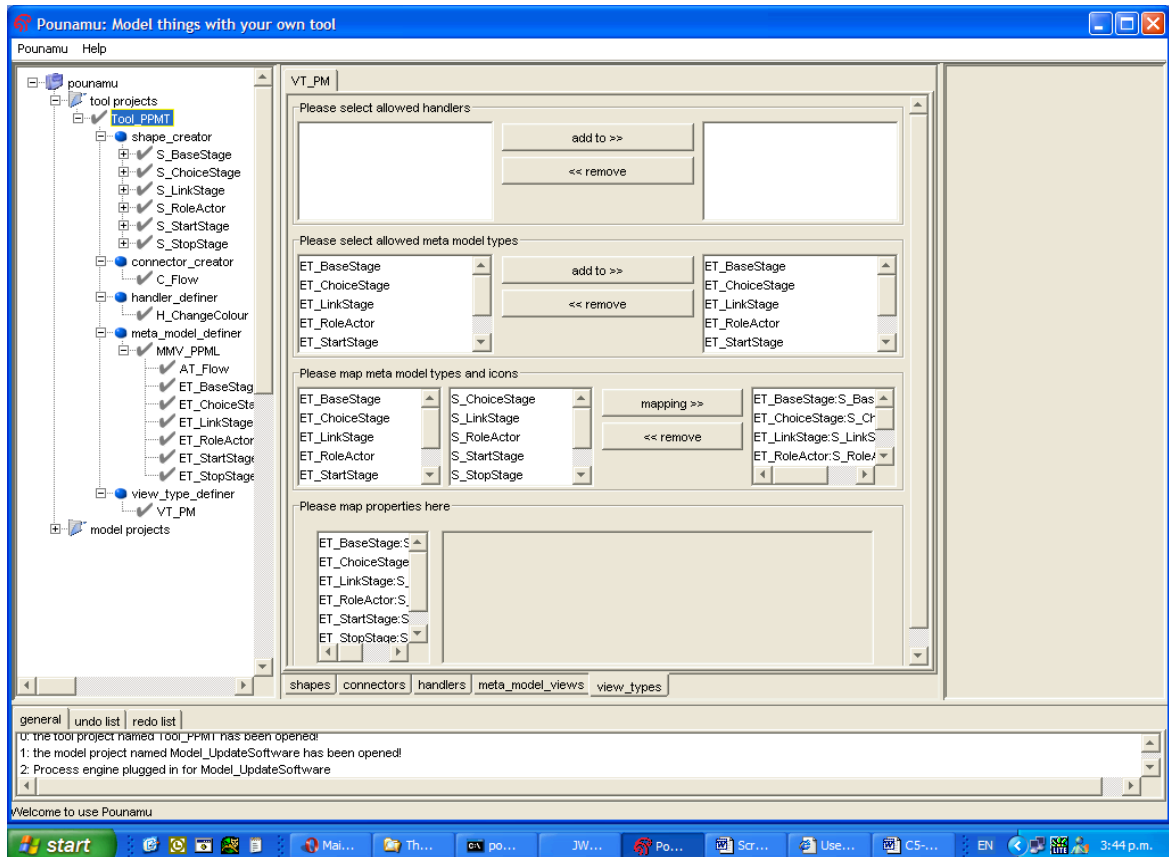 Pounamu: Model things with your own tool
Pounamu Help
pounamu
tool projects
Tool_PPMT
shape_creator
S_BaseStage
S_ChoiceStage
S_LinkStage
S_RoleActor
S_StartStage
S_StopStage
connector_creator
C_Flow
handler_definer
H_ChangeColour
meta_model_definer
MMV_PPML
AT_Flow
ET_BaseStag
ET_ChoiceSta
ET_LinkStage
ET_RoleActor
ET_StartStage
ET_StopStage
view_type_definer
VT_PM
model projects
VT_PM
Please select allowed handlers
add to >>
<< remove
Please select allowed meta model types
ET_BaseStage
ET_ChoiceStage
ET_LinkStage
ET_RoleActor
ET_StartStage
add to >>
<< remove
ET_BaseStage
ET_ChoiceStage
ET_LinkStage
ET_RoleActor
ET_StartStage
Please map meta model types and icons
ET_BaseStage
ET_ChoiceStage
ET_LinkStage
ET_RoleActor
ET_StartStage
S_ChoiceStage
S_LinkStage
S_RoleActor
S_StartStage
S_StopStage
mapping >>
<< remove
ET_BaseStage:S_Bas
ET_ChoiceStage:S_Ch
ET_LinkStage:S_LinkS
ET_RoleActor:S_RoleA
Please map properties here
ET_BaseStage:S
ET_ChoiceStage
ET_LinkStage:S_
ET_RoleActor:S_
ET_StartStage:S
ET_StopStage:S
shapes connectors handlers meta_model_views view_types
general undo list redo list
0: the tool project named Tool_PPMT has been opened!
1: the model project named Model_UpdateSoftware has been opened!
2: Process engine plugged in for Model_UpdateSoftware
Welcome to use Pounamu
start Mai... Th... po... JW... Po... Scr... Use... C5-... EN 3:44 p.m.